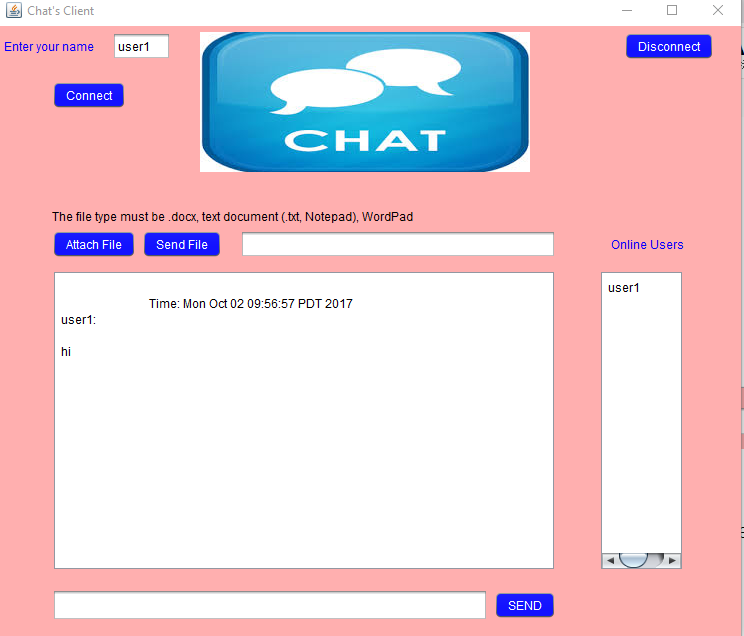 Chat's Client
Enter your name
user1
Disconnect
Connect
CHAT
The file type must be .docx, text document (.txt, Notepad), WordPad
Attach File
Send File
Online Users
Time: Mon Oct 02 09:56:57 PDT 2017
user1:
hi
user1
SEND